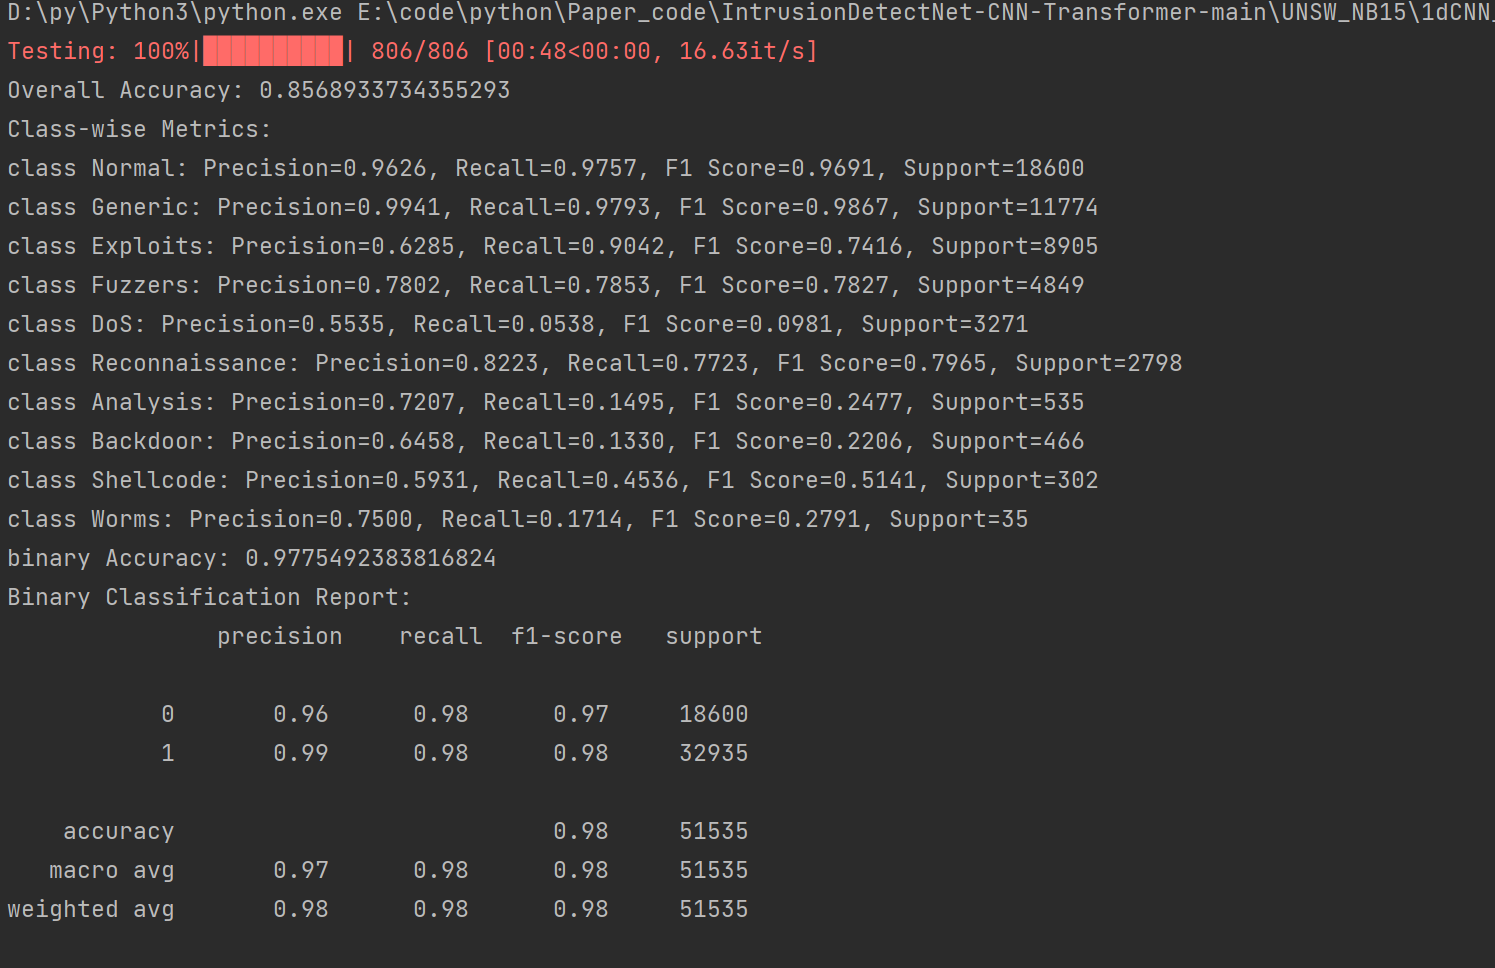 D:\py\Python3\python.exe E:\code\python\Paper_code\IntrusionDetectNet-CNN-Transformer-main\UNSW_NB15\1dCNN_
Testing: 100%|██████████| 806/806 [00:48<00:00, 16.63it/s]
Overall Accuracy: 0.8568933734355293
Class-wise Metrics:
class Normal: Precision=0.9626, Recall=0.9757, F1 Score=0.9691, Support=18600
class Generic: Precision=0.9941, Recall=0.9793, F1 Score=0.9867, Support=11774
class Exploits: Precision=0.6285, Recall=0.9042, F1 Score=0.7416, Support=8905
class Fuzzers: Precision=0.7802, Recall=0.7853, F1 Score=0.7827, Support=4849
class DoS: Precision=0.5535, Recall=0.0538, F1 Score=0.0981, Support=3271
class Reconnaissance: Precision=0.8223, Recall=0.7723, F1 Score=0.7965, Support=2798
class Analysis: Precision=0.7207, Recall=0.1495, F1 Score=0.2477, Support=535
class Backdoor: Precision=0.6458, Recall=0.1330, F1 Score=0.2206, Support=466
class Shellcode: Precision=0.5931, Recall=0.4536, F1 Score=0.5141, Support=302
class Worms: Precision=0.7500, Recall=0.1714, F1 Score=0.2791, Support=35
binary Accuracy: 0.9775492383816824
Binary Classification Report:
precision recall f1-score support
0 0.96 0.98 0.97 18600
1 0.99 0.98 0.98 32935
accuracy 0.98 51535
macro avg 0.97 0.98 0.98 51535
weighted avg 0.98 0.98 0.98 51535